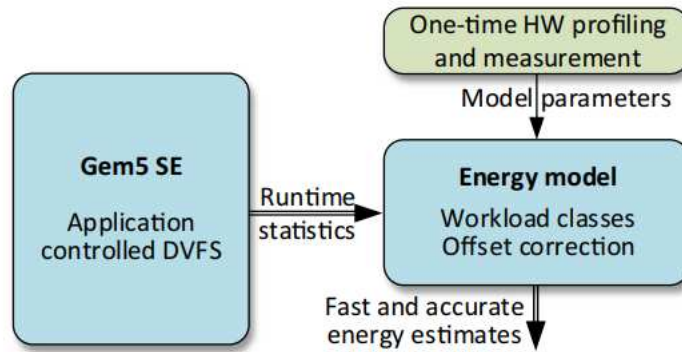 One-time HW profiling
and measurement
Model parameters
Gem5 SE
Application
controlled DVFS
Runtime
statistics
Energy model
Workload classes
Offset correction
Fast and accurate
energy estimates